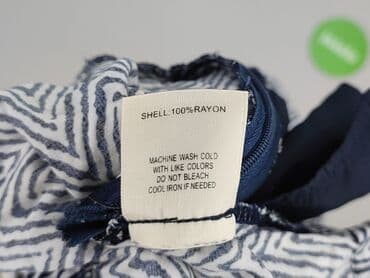 SHELL:100%RAYON
MACHINE WASH COLD
WITH LIKE COLORS
DO NOT BLEACH
COOL IRON IF NEEDED